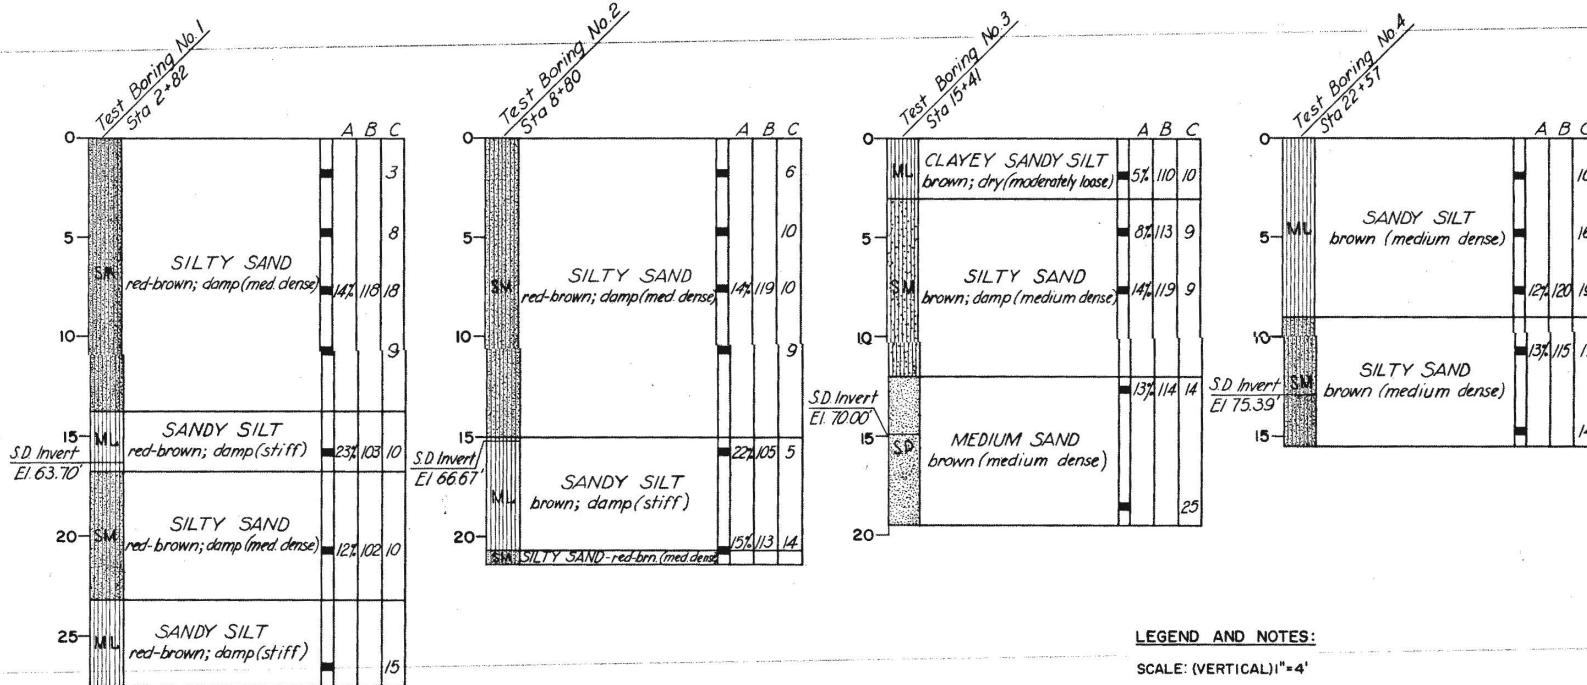 Test Boring No. 1
Sta 2+82
A B C
0
3
5
8
SM
SILTY SAND
red-brown; damp (med. dense)
14% 118 18
10
9
15
ML
SANDY SILT
red-brown; damp (stiff)
23% 103 10
S.D. Invert
El. 63.70'
20
SM
SILTY SAND
red-brown; damp (med. dense)
12% 102 10
25
ML
SANDY SILT
red-brown; damp (stiff)
15
Test Boring No. 2
Sta 8+80
A B C
0
6
5
10
SM
SILTY SAND
red-brown; damp (med. dense)
14% 119 10
10
9
15
S.D. Invert
El 66.67'
22% 105 5
ML
SANDY SILT
brown; damp (stiff)
20
15% 113 14
SM
SILTY SAND-red-brn. (med. dense)
Test Boring No. 3
Sta 15+41
A B C
0
ML
CLAYEY SANDY SILT
brown; dry (moderately loose)
5% 110 10
5
8% 113 9
SM
SILTY SAND
brown; damp (medium dense)
14% 119 9
10
13% 114 14
S.D. Invert
El. 70.00'
15
SP
MEDIUM SAND
brown (medium dense)
25
20
Test Boring No. 4
Sta 22+57
A B
0
5
ML
SANDY SILT
brown (medium dense)
12% 120
10
13% 115
SM
SILTY SAND
brown (medium dense)
S.D. Invert
El 75.39'
15
LEGEND AND NOTES:
SCALE: (VERTICAL) 1"=4'